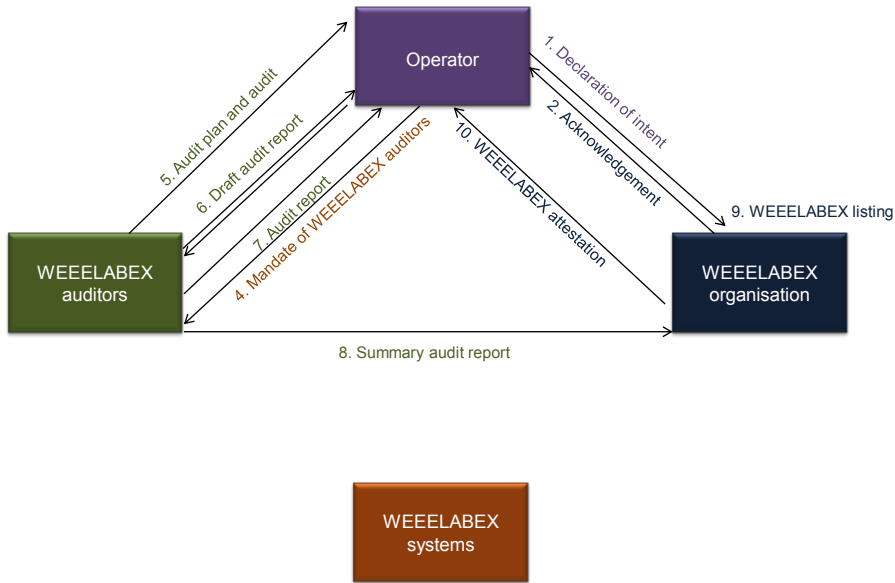 Operator
1. Declaration of intent
2. Acknowledgement
5. Audit plan and audit
6. Draft audit report
7. Audit report
4. Mandate of WEEELABEX auditors
10. WEEELABEX attestation
9. WEEELABEX listing
WEEELABEX
auditors
WEEELABEX
organisation
8. Summary audit report
WEEELABEX
systems